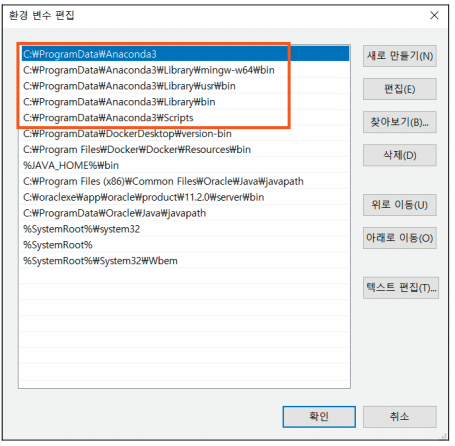 환경 변수 편집
C:₩ProgramData₩Anaconda3
C:₩ProgramData₩Anaconda3₩Library₩mingw-w64₩bin
C:₩ProgramData₩Anaconda3₩Library₩usr₩bin
C:₩ProgramData₩Anaconda3₩Library₩bin
C:₩ProgramData₩Anaconda3₩Scripts
C:₩ProgramData₩DockerDesktop₩version-bin
C:₩Program Files₩Docker₩Docker₩Resources₩bin
%JAVA_HOME%₩bin
C:₩Program Files (x86)₩Common Files₩Oracle₩Java₩javapath
C:₩oraclexe₩app₩oracle₩product₩11.2.0₩server₩bin
C:₩ProgramData₩Oracle₩Java₩javapath
%SystemRoot%₩system32
%SystemRoot%
%SystemRoot%₩System32₩Wbem
새로 만들기(N)
편집(E)
찾아보기(B)...
삭제(D)
위로 이동(U)
아래로 이동(O)
텍스트 편집(T)...
확인
취소